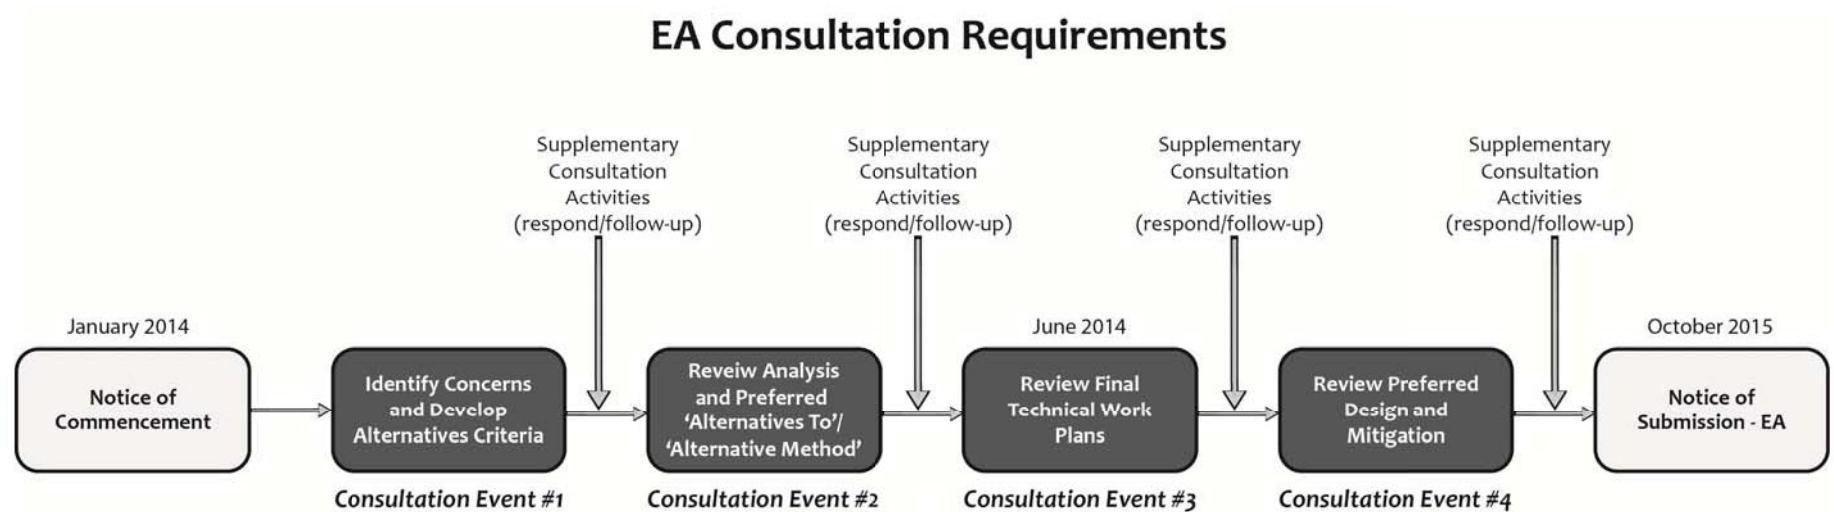 EA Consultation Requirements
Supplementary
Consultation
Activities
(respond/follow-up)
Supplementary
Consultation
Activities
(respond/follow-up)
Supplementary
Consultation
Activities
(respond/follow-up)
Supplementary
Consultation
Activities
(respond/follow-up)
January 2014
Notice of
Commencement
Identify Concerns
and Develop
Alternatives Criteria
Consultation Event #1
Reveiw Analysis
and Preferred
‘Alternatives To’/
‘Alternative Method’
Consultation Event #2
June 2014
Review Final
Technical Work
Plans
Consultation Event #3
Review Preferred
Design and
Mitigation
Consultation Event #4
October 2015
Notice of
Submission - EA